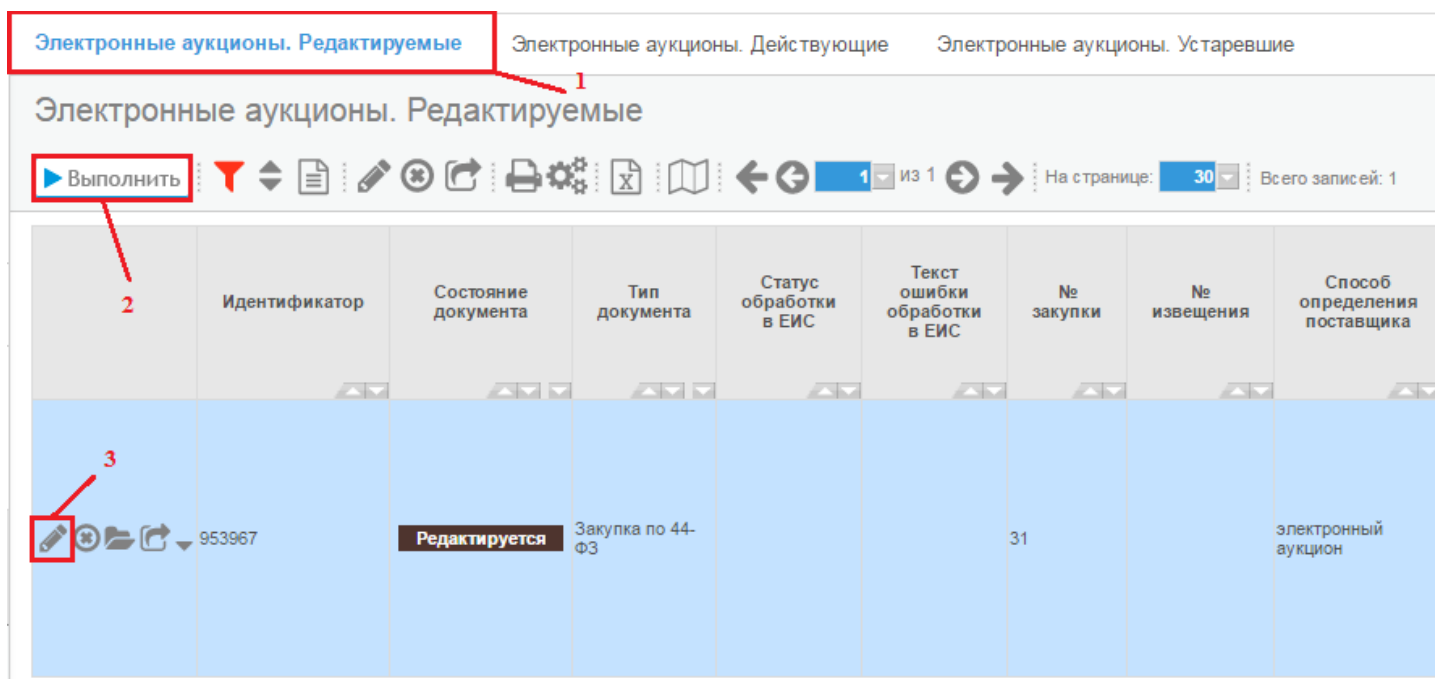 Электронные аукционы. Редактируемые Электронные аукционы. Действующие Электронные аукционы. Устаревшие
1
Электронные аукционы. Редактируемые
Выполнить 1 из 1 На странице: 30 Всего записей: 1
2
Идентификатор
Состояние
документа
Тип
документа
Статус
обработки
в ЕИС
Текст
ошибки
обработки
в ЕИС
№
закупки
№
извещения
Способ
определения
поставщика
3
953967
Редактируется
Закупка по 44-
ФЗ
31
электронный
аукцион